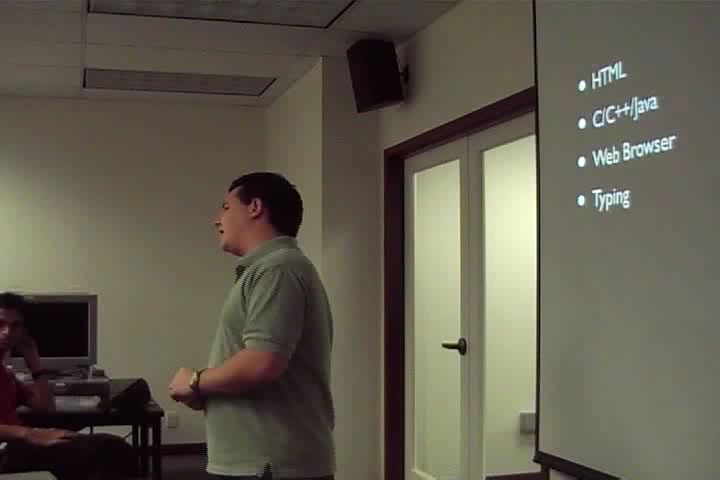 • HTML
• C/C++/Java
• Web Browser
• Typing